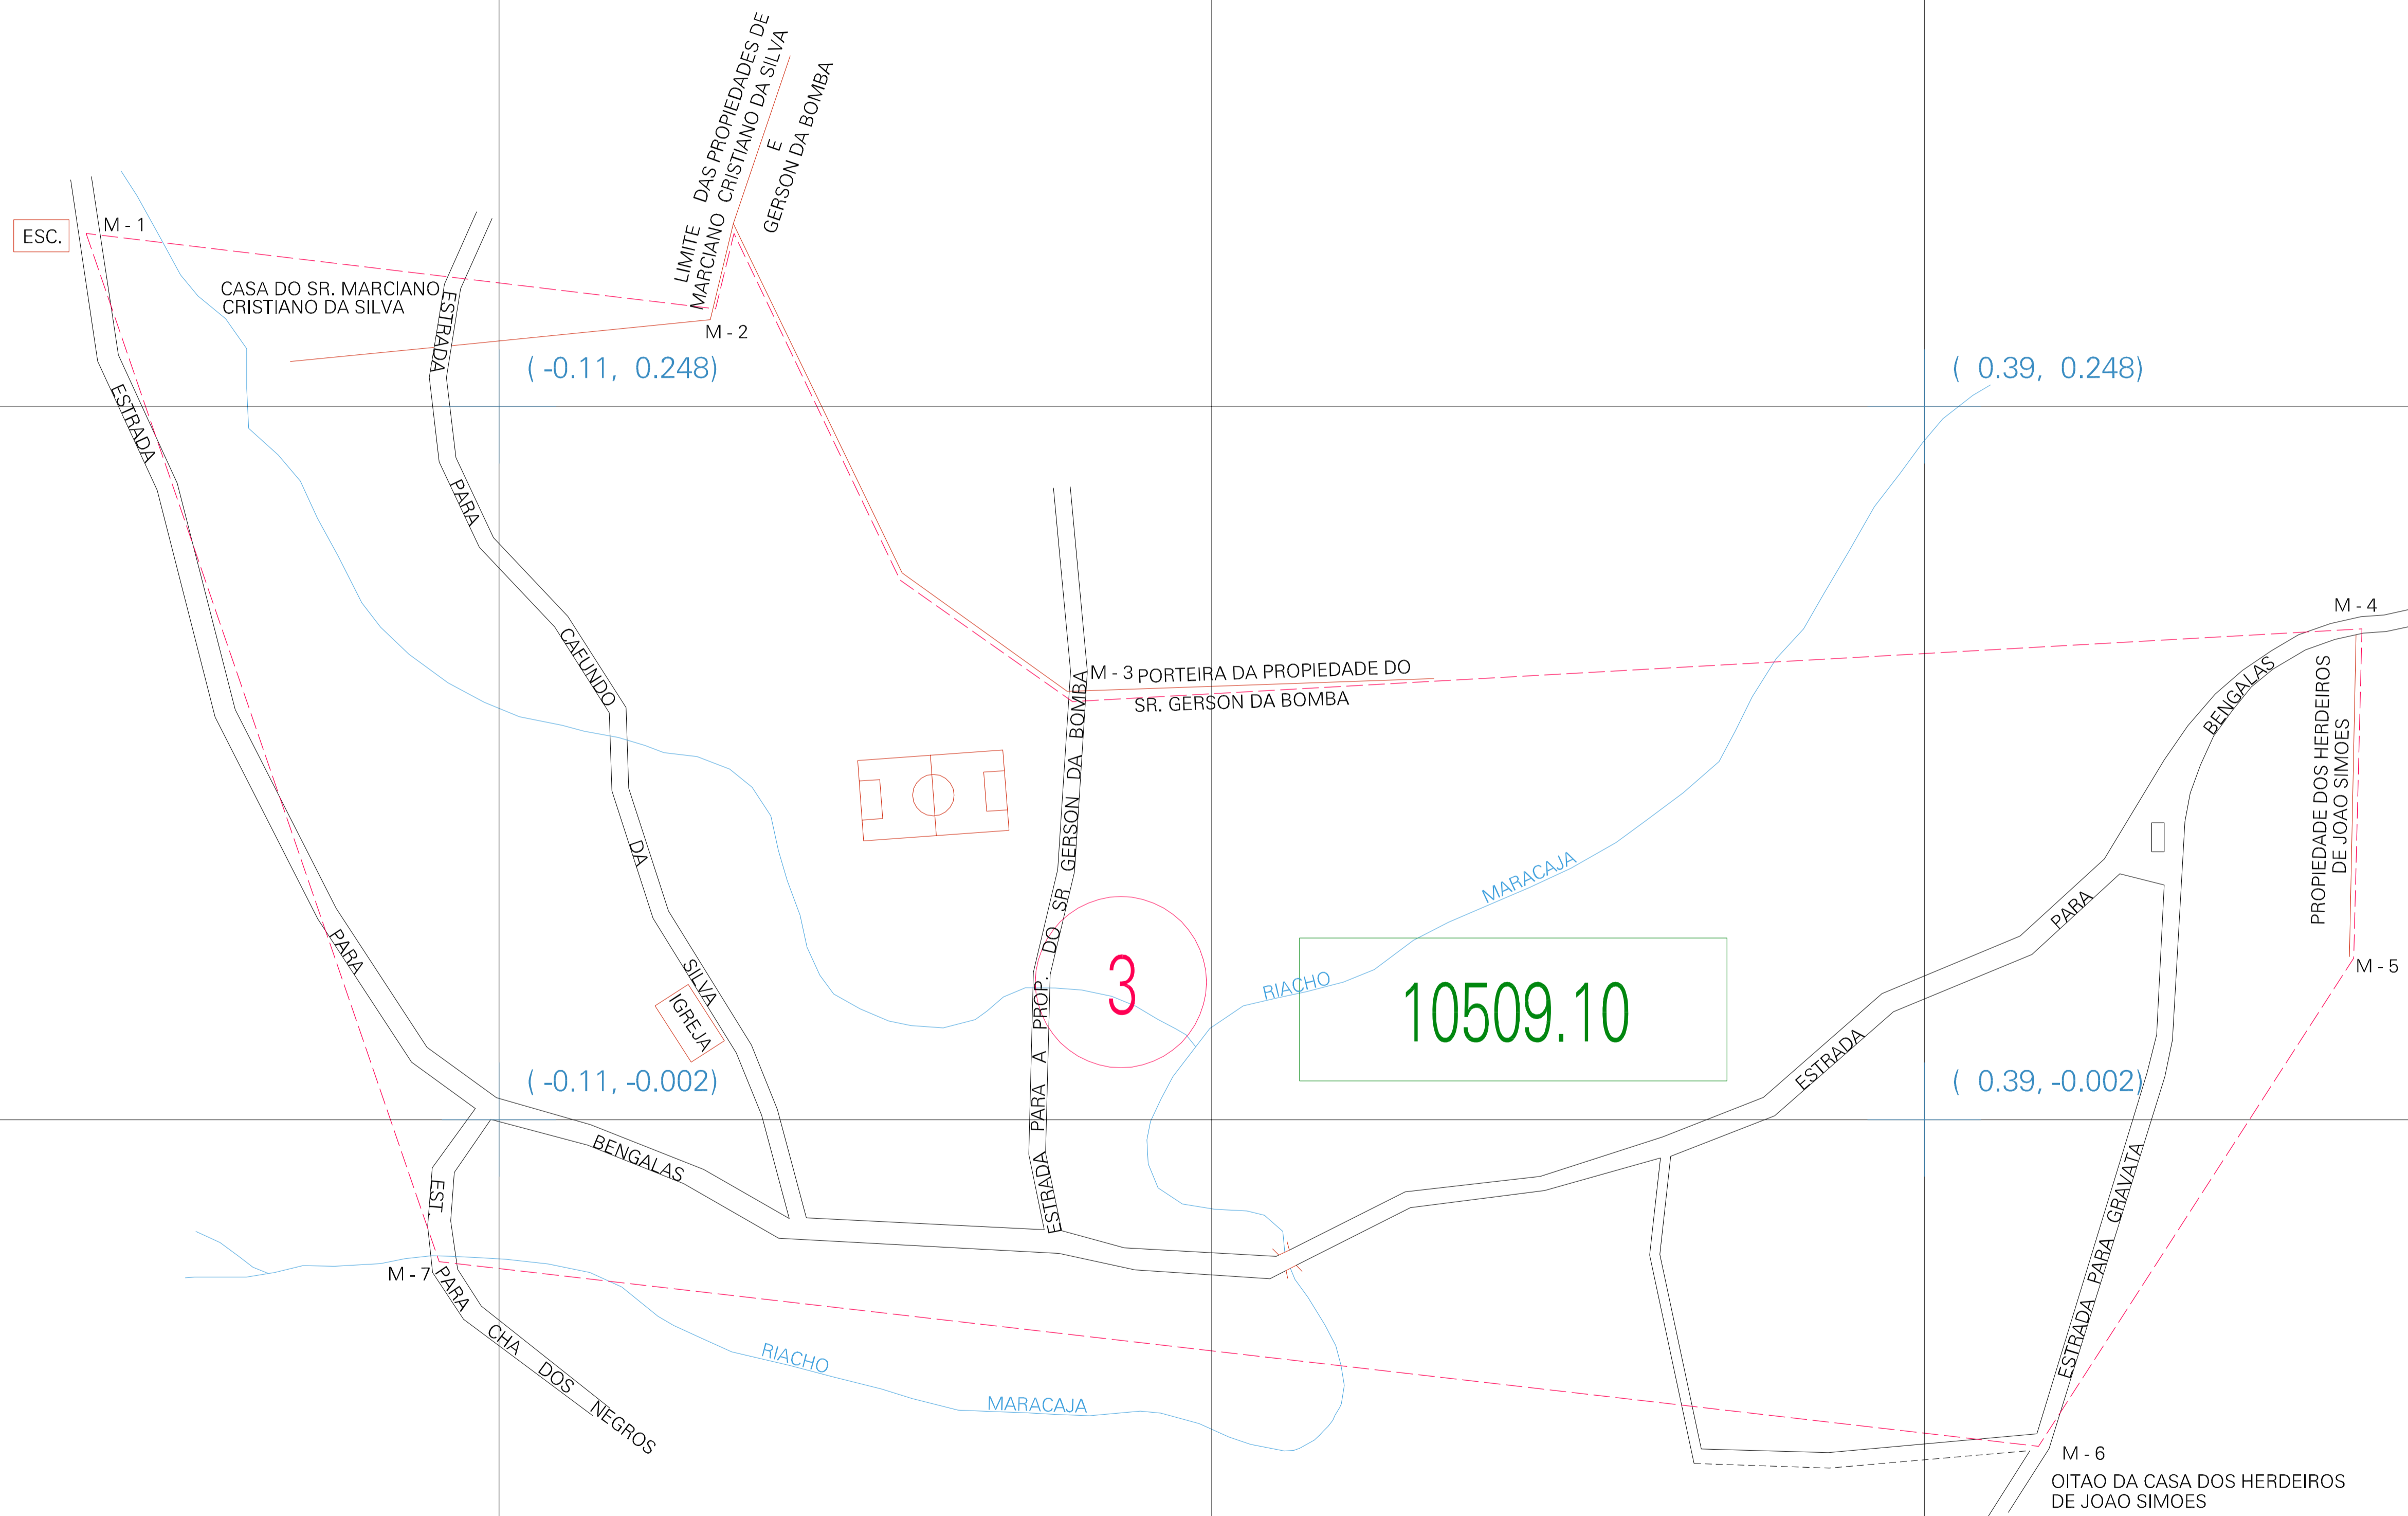 LIMITE DAS PROPIEDADES DE
MARCIANO CRISTIANO DA SILVA
E
GERSON DA BOMBA
ESC.
M - 1
CASA DO SR. MARCIANO
CRISTIANO DA SILVA
M - 2
( -0.11, 0.248)
( 0.39, 0.248)
ESTRADA PARA CAFUNDO DA SILVA
ESTRADA PARA BENGALAS
M - 3 PORTEIRA DA PROPIEDADE DO
SR. GERSON DA BOMBA
M - 4
BENGALAS
PROPIEDADE DOS HERDEIROS
DE JOAO SIMOES
MARACAJA
RIACHO
ESTRADA PARA A PROP. DO SR GERSON DA BOMBA
3
10509.10
PARA
ESTRADA
M - 5
IGREJA
( -0.11, -0.002)
( 0.39, -0.002)
EST. PARA CHA DOS NEGROS
M - 7
RIACHO
MARACAJA
ESTRADA PARA GRAVATA
M - 6
OITAO DA CASA DOS HERDEIROS
DE JOAO SIMOES